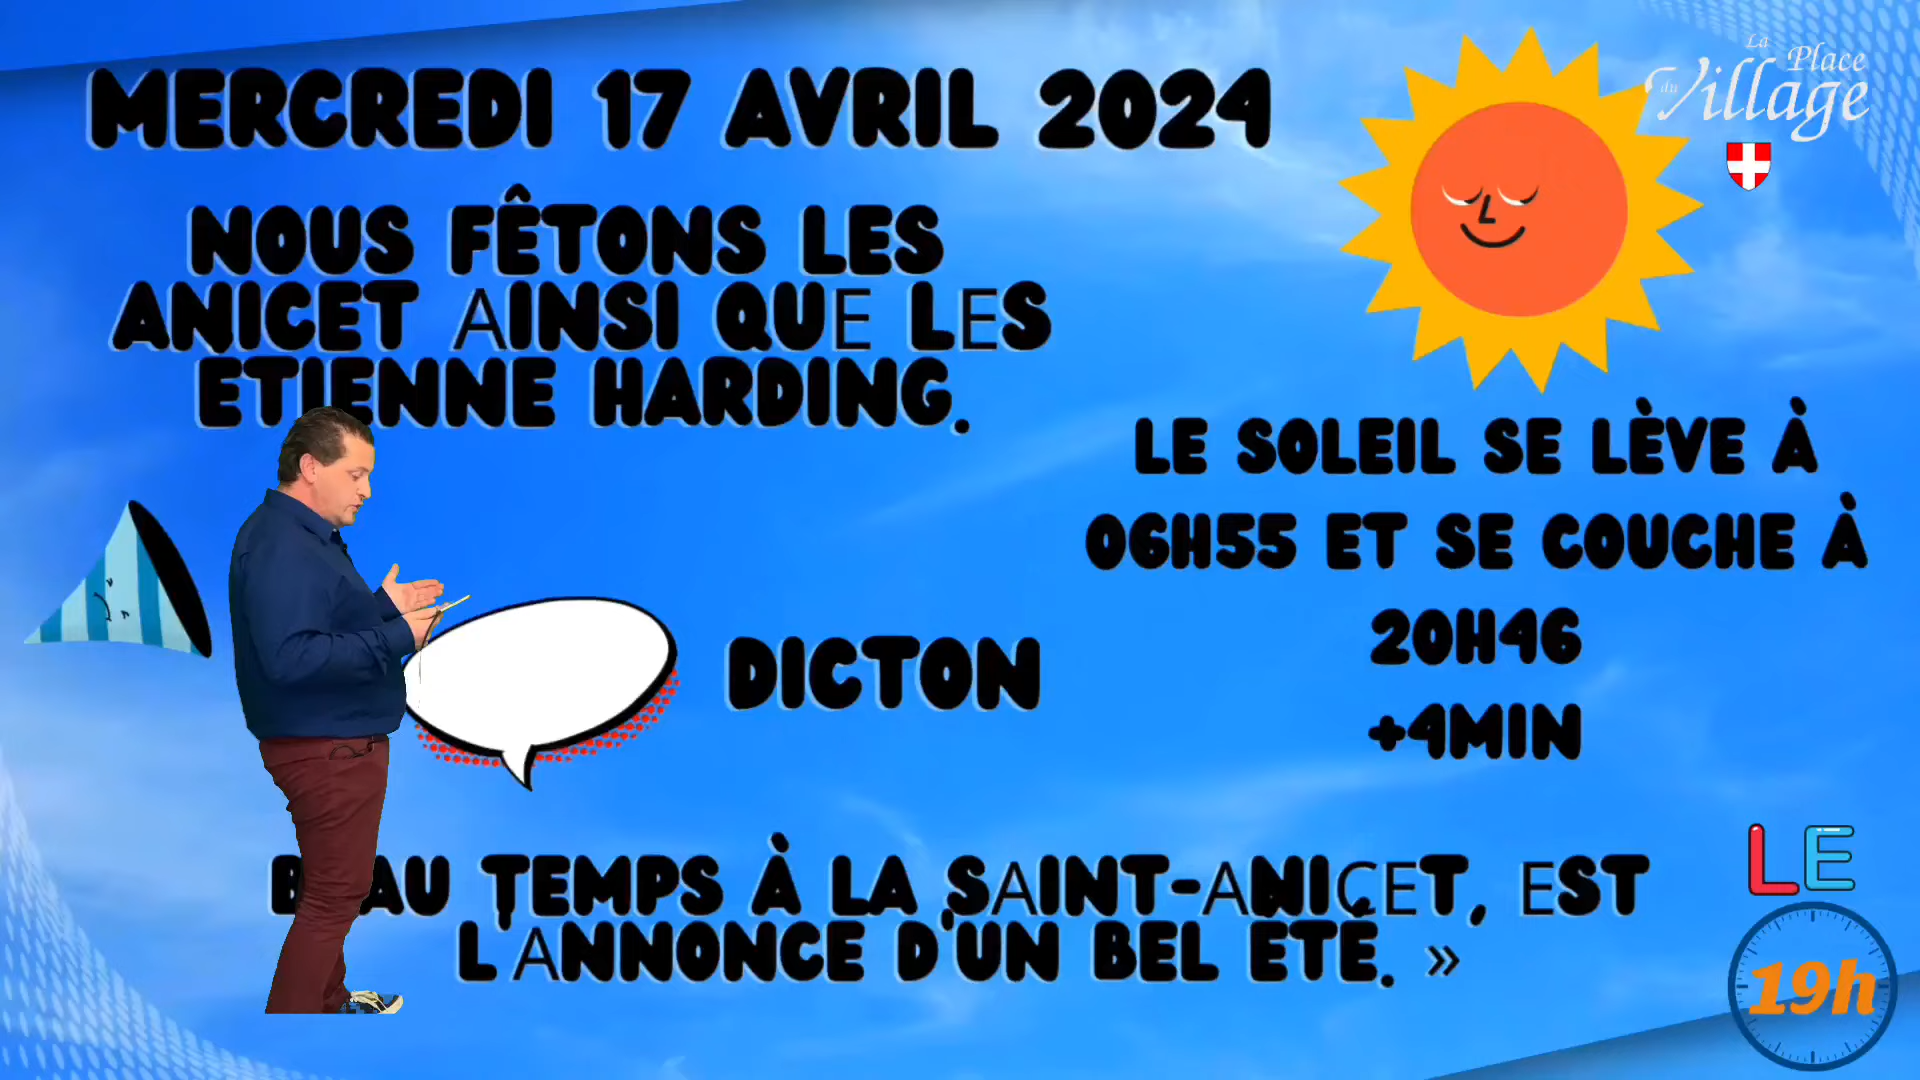 MERCREDI 17 AVRIL 2024
La Place
du Village
NOUS FÊTONS LES
ANICET AINSI QUE LES
ÉTIENNE HARDING.
LE SOLEIL SE LÈVE À
06H55 ET SE COUCHE À
20H46
+4MIN
DICTON
BEAU TEMPS À LA SAINT-ANICET, EST
L'ANNONCE D'UN BEL ÉTÉ. »
LE
19h